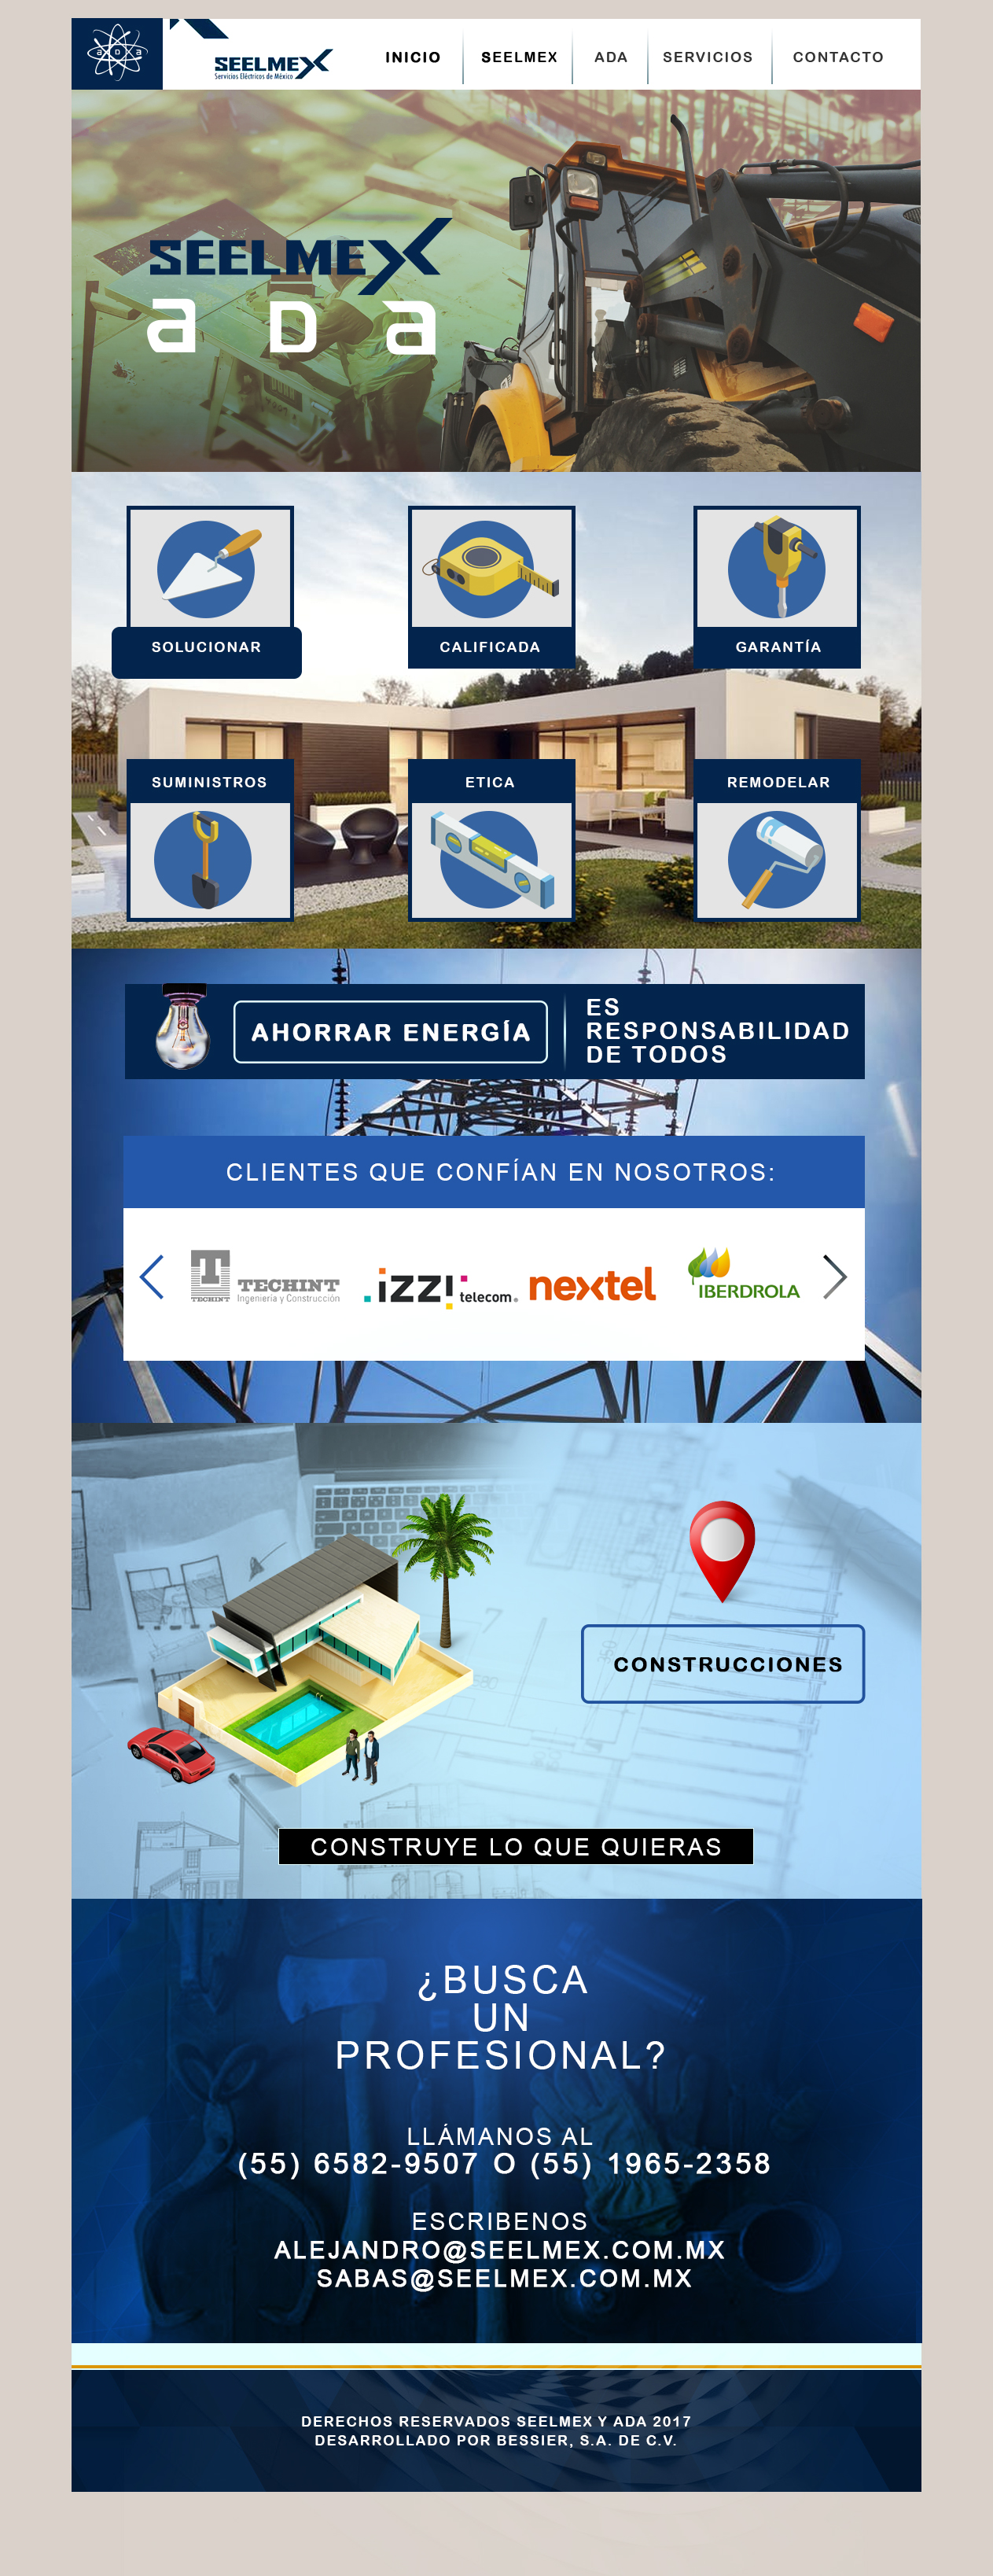 aDa
SEELMEX
Servicios Eléctricos de México
INICIO
SEELMEX
ADA
SERVICIOS
CONTACTO
SEELMEX
aDa
SOLUCIONAR
CALIFICADA
GARANTÍA
SUMINISTROS
ETICA
REMODELAR
AHORRAR ENERGÍA
ES
RESPONSABILIDAD
DE TODOS
CLIENTES QUE CONFÍAN EN NOSOTROS:
TECHINT
TECHINT
Ingeniería y Construcción
izzi
telecom.
nextel
IBERDROLA
CONSTRUCCIONES
CONSTRUYE LO QUE QUIERAS
¿BUSCA
UN
PROFESIONAL?
LLÁMANOS AL
(55) 6582-9507 O (55) 1965-2358
ESCRIBENOS
ALEJANDRO@SEELMEX.COM.MX
SABAS@SEELMEX.COM.MX
DERECHOS RESERVADOS SEELMEX Y ADA 2017
DESARROLLADO POR BESSIER, S.A. DE C.V.